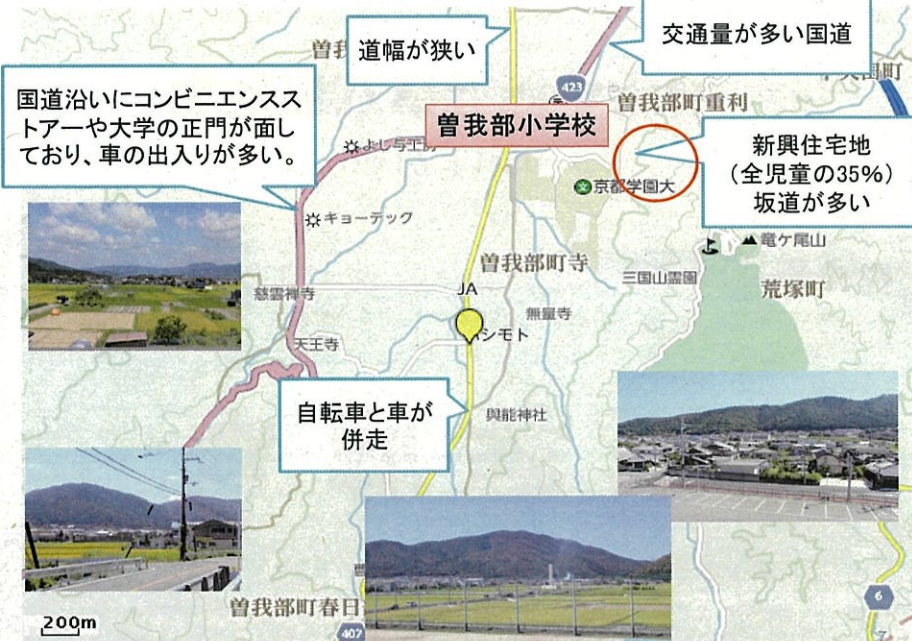 道幅が狭い
交通量が多い国道
国道沿いにコンビニエンスス
トアーや大学の正門が面し
ており、車の出入りが多い。
423
曽我部町重利
曽我部小学校
新興住宅地
(全児童の35%)
坂道が多い
京都学園大
キョーテック
竜ケ尾山
曽我部町寺
三国山霊園
荒塚町
慈雲禅寺
JA
無量寺
シモト
天王寺
自転車と車が
併走
與能神社
曽我部町春日
200m
407
6